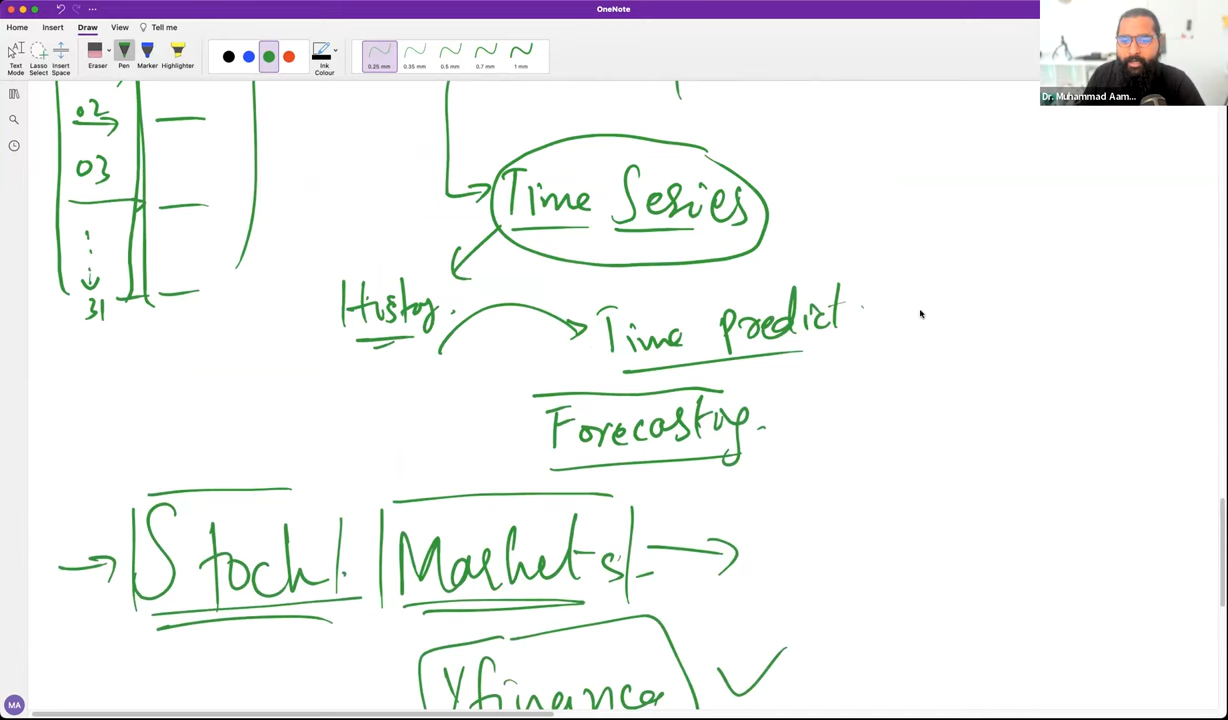 OneNote
Home Insert Draw View Tell me
Text Mode
Lasso Select
Insert Space
Eraser
Pen
Marker
Highlighter
Ink Colour
0.25 mm 0.35 mm 0.5 mm 0.7 mm 1 mm
Dr. Muhammad Aam...
02
03
31
Time Series
History.
Time predict
Forecasting.
Stock Markets
Yfinance
MA